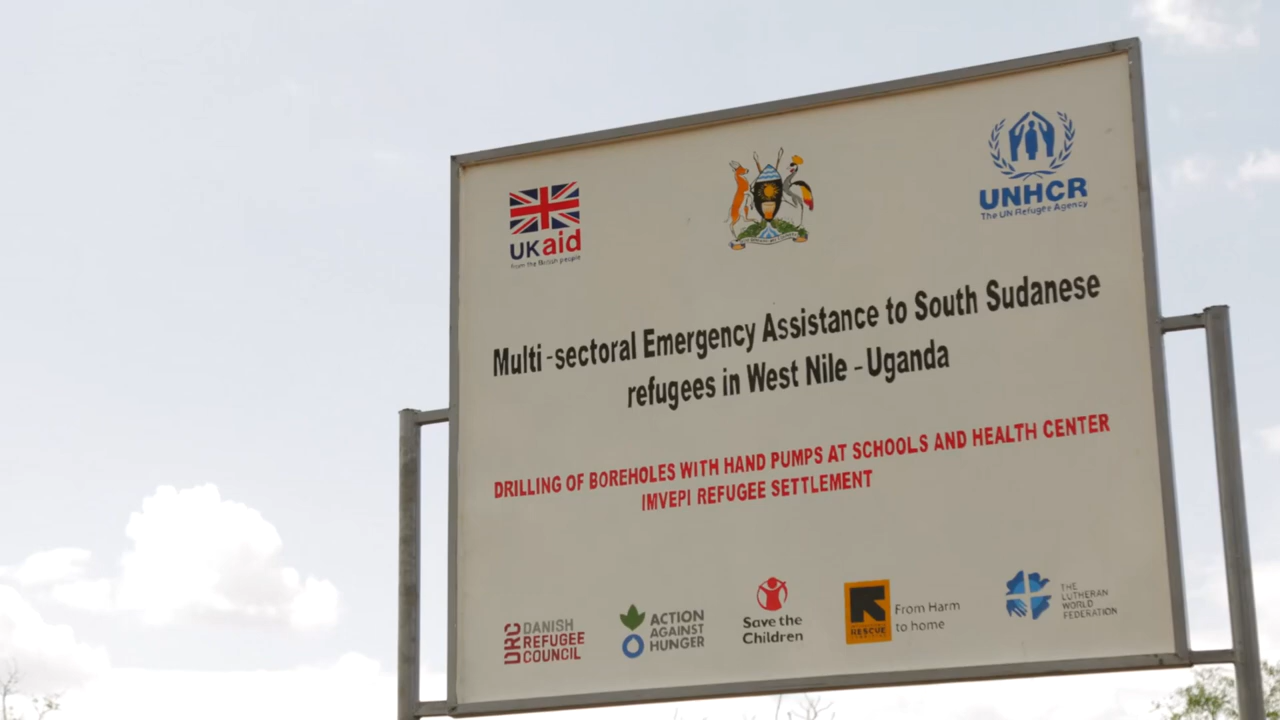 UKaid
from the British people
UNHCR
The UN Refugee Agency
Multi-sectoral Emergency Assistance to South Sudanese
refugees in West Nile - Uganda
DRILLING OF BOREHOLES WITH HAND PUMPS AT SCHOOLS AND HEALTH CENTER
IMVEPI REFUGEE SETTLEMENT
DRC
DANISH
REFUGEE
COUNCIL
ACTION
AGAINST
HUNGER
Save the
Children
RESCUE
From Harm
to home
THE
LUTHERAN
WORLD
FEDERATION